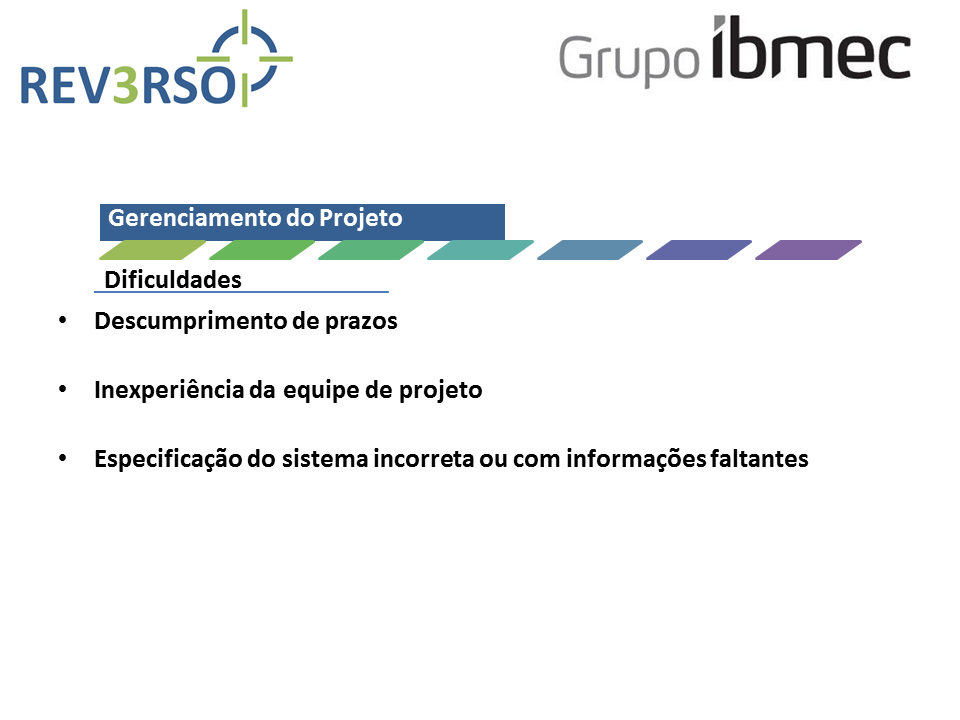 REV3RSO
Grupo ibmec
Gerenciamento do Projeto
Dificuldades
• Descumprimento de prazos
• Inexperiência da equipe de projeto
• Especificação do sistema incorreta ou com informações faltantes